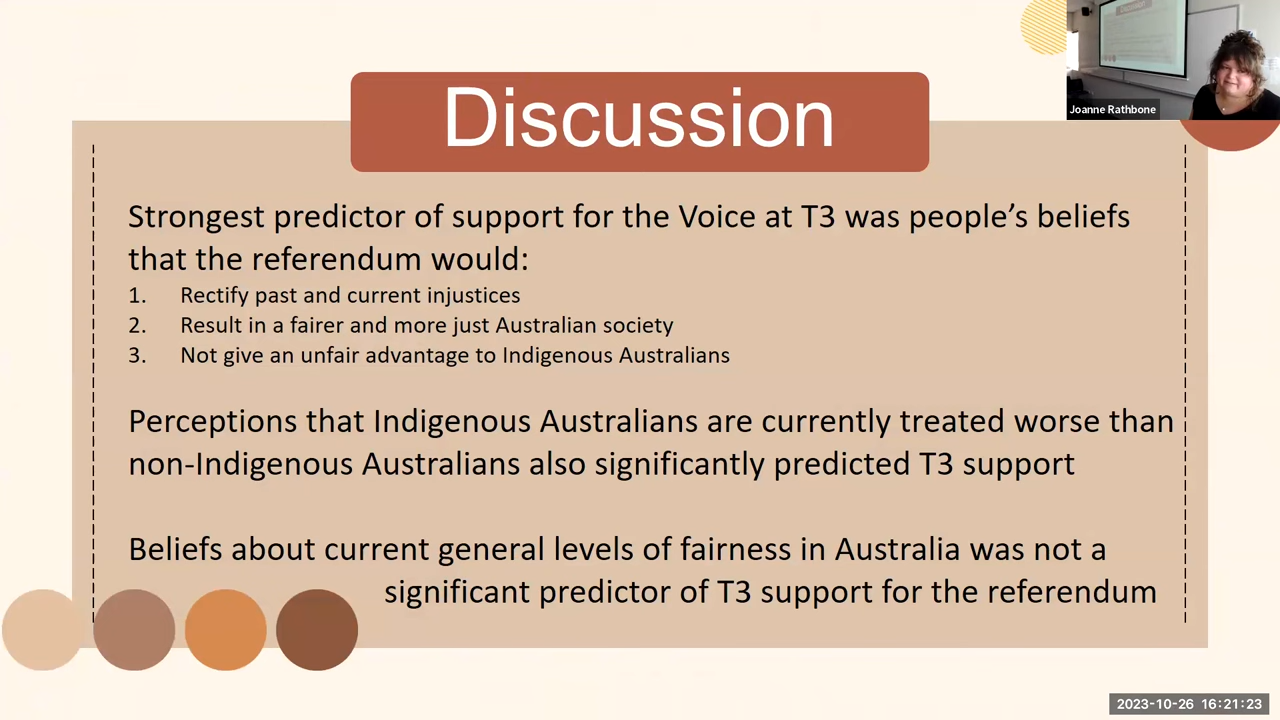 Discussion
Joanne Rathbone
Strongest predictor of support for the Voice at T3 was people’s beliefs
that the referendum would:
1. Rectify past and current injustices
2. Result in a fairer and more just Australian society
3. Not give an unfair advantage to Indigenous Australians
Perceptions that Indigenous Australians are currently treated worse than
non-Indigenous Australians also significantly predicted T3 support
Beliefs about current general levels of fairness in Australia was not a
significant predictor of T3 support for the referendum
2023-10-26 16:21:23